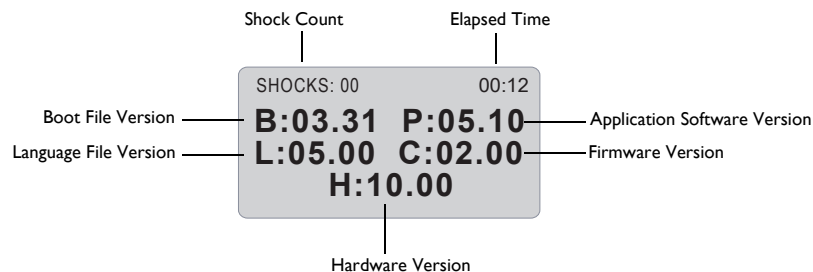 Shock Count Elapsed Time
SHOCKS: 00 00:12
Boot File Version B:03.31 P:05.10 Application Software Version
Language File Version L:05.00 C:02.00 Firmware Version
H:10.00
Hardware Version